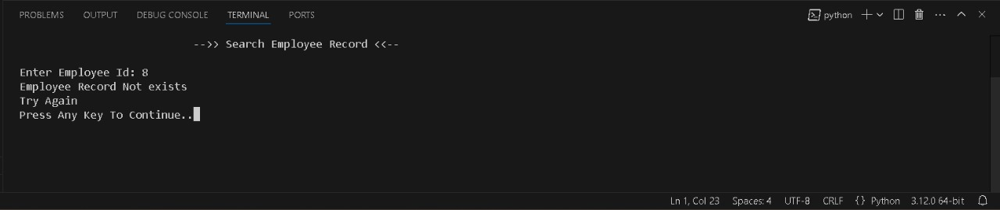 PROBLEMS OUTPUT DEBUG CONSOLE TERMINAL PORTS python
-->> Search Employee Record <<--
Enter Employee Id: 8
Employee Record Not exists
Try Again
Press Any Key To Continue..
Ln 1, Col 23 Spaces: 4 UTF-8 CRLF {} Python 3.12.0 64-bit